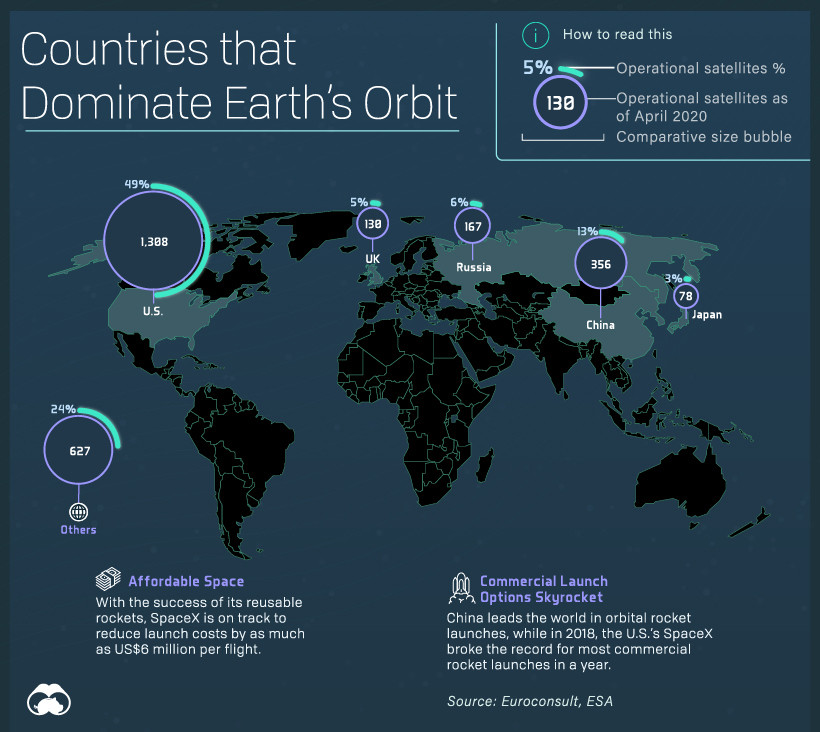 Countries that
Dominate Earth's Orbit
How to read this
5%
Operational satellites %
130
Operational satellites as
of April 2020
Comparative size bubble
49%
1,308
U.S.
5%
130
UK
6%
167
Russia
13%
356
China
3%
78
Japan
24%
627
Others
Affordable Space
With the success of its reusable
rockets, SpaceX is on track to
reduce launch costs by as much
as US$6 million per flight.
Commercial Launch
Options Skyrocket
China leads the world in orbital rocket
launches, while in 2018, the U.S.'s SpaceX
broke the record for most commercial
rocket launches in a year.
Source: Euroconsult, ESA